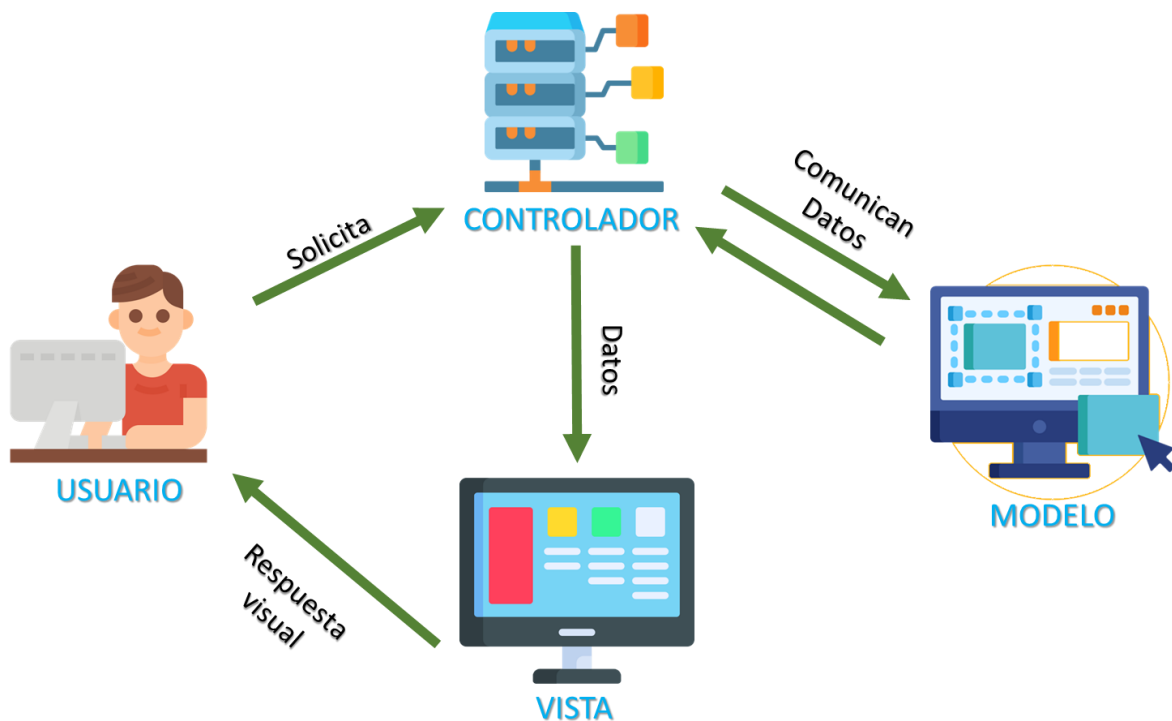 CONTROLADOR
Solicita
Comunican
Datos
USUARIO
Datos
MODELO
Respuesta
visual
VISTA